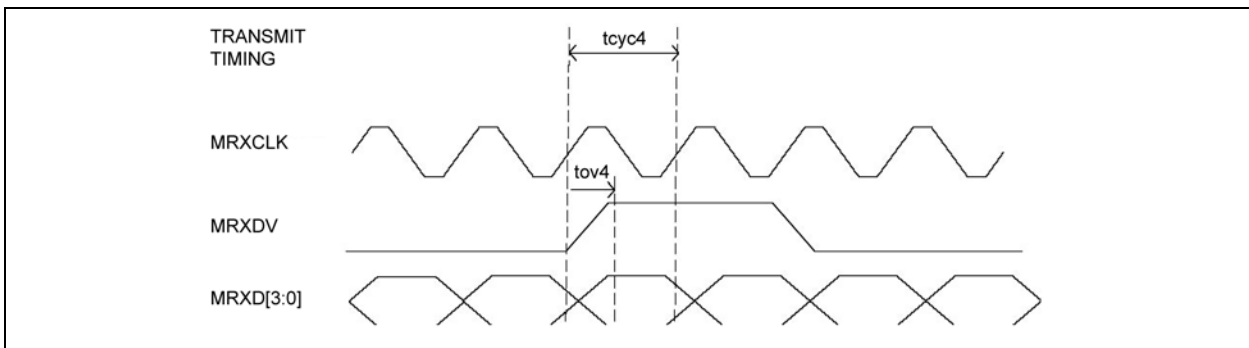 TRANSMIT
TIMING
tcyc4
MRXCLK
tov4
MRXDV
MRXD[3:0]